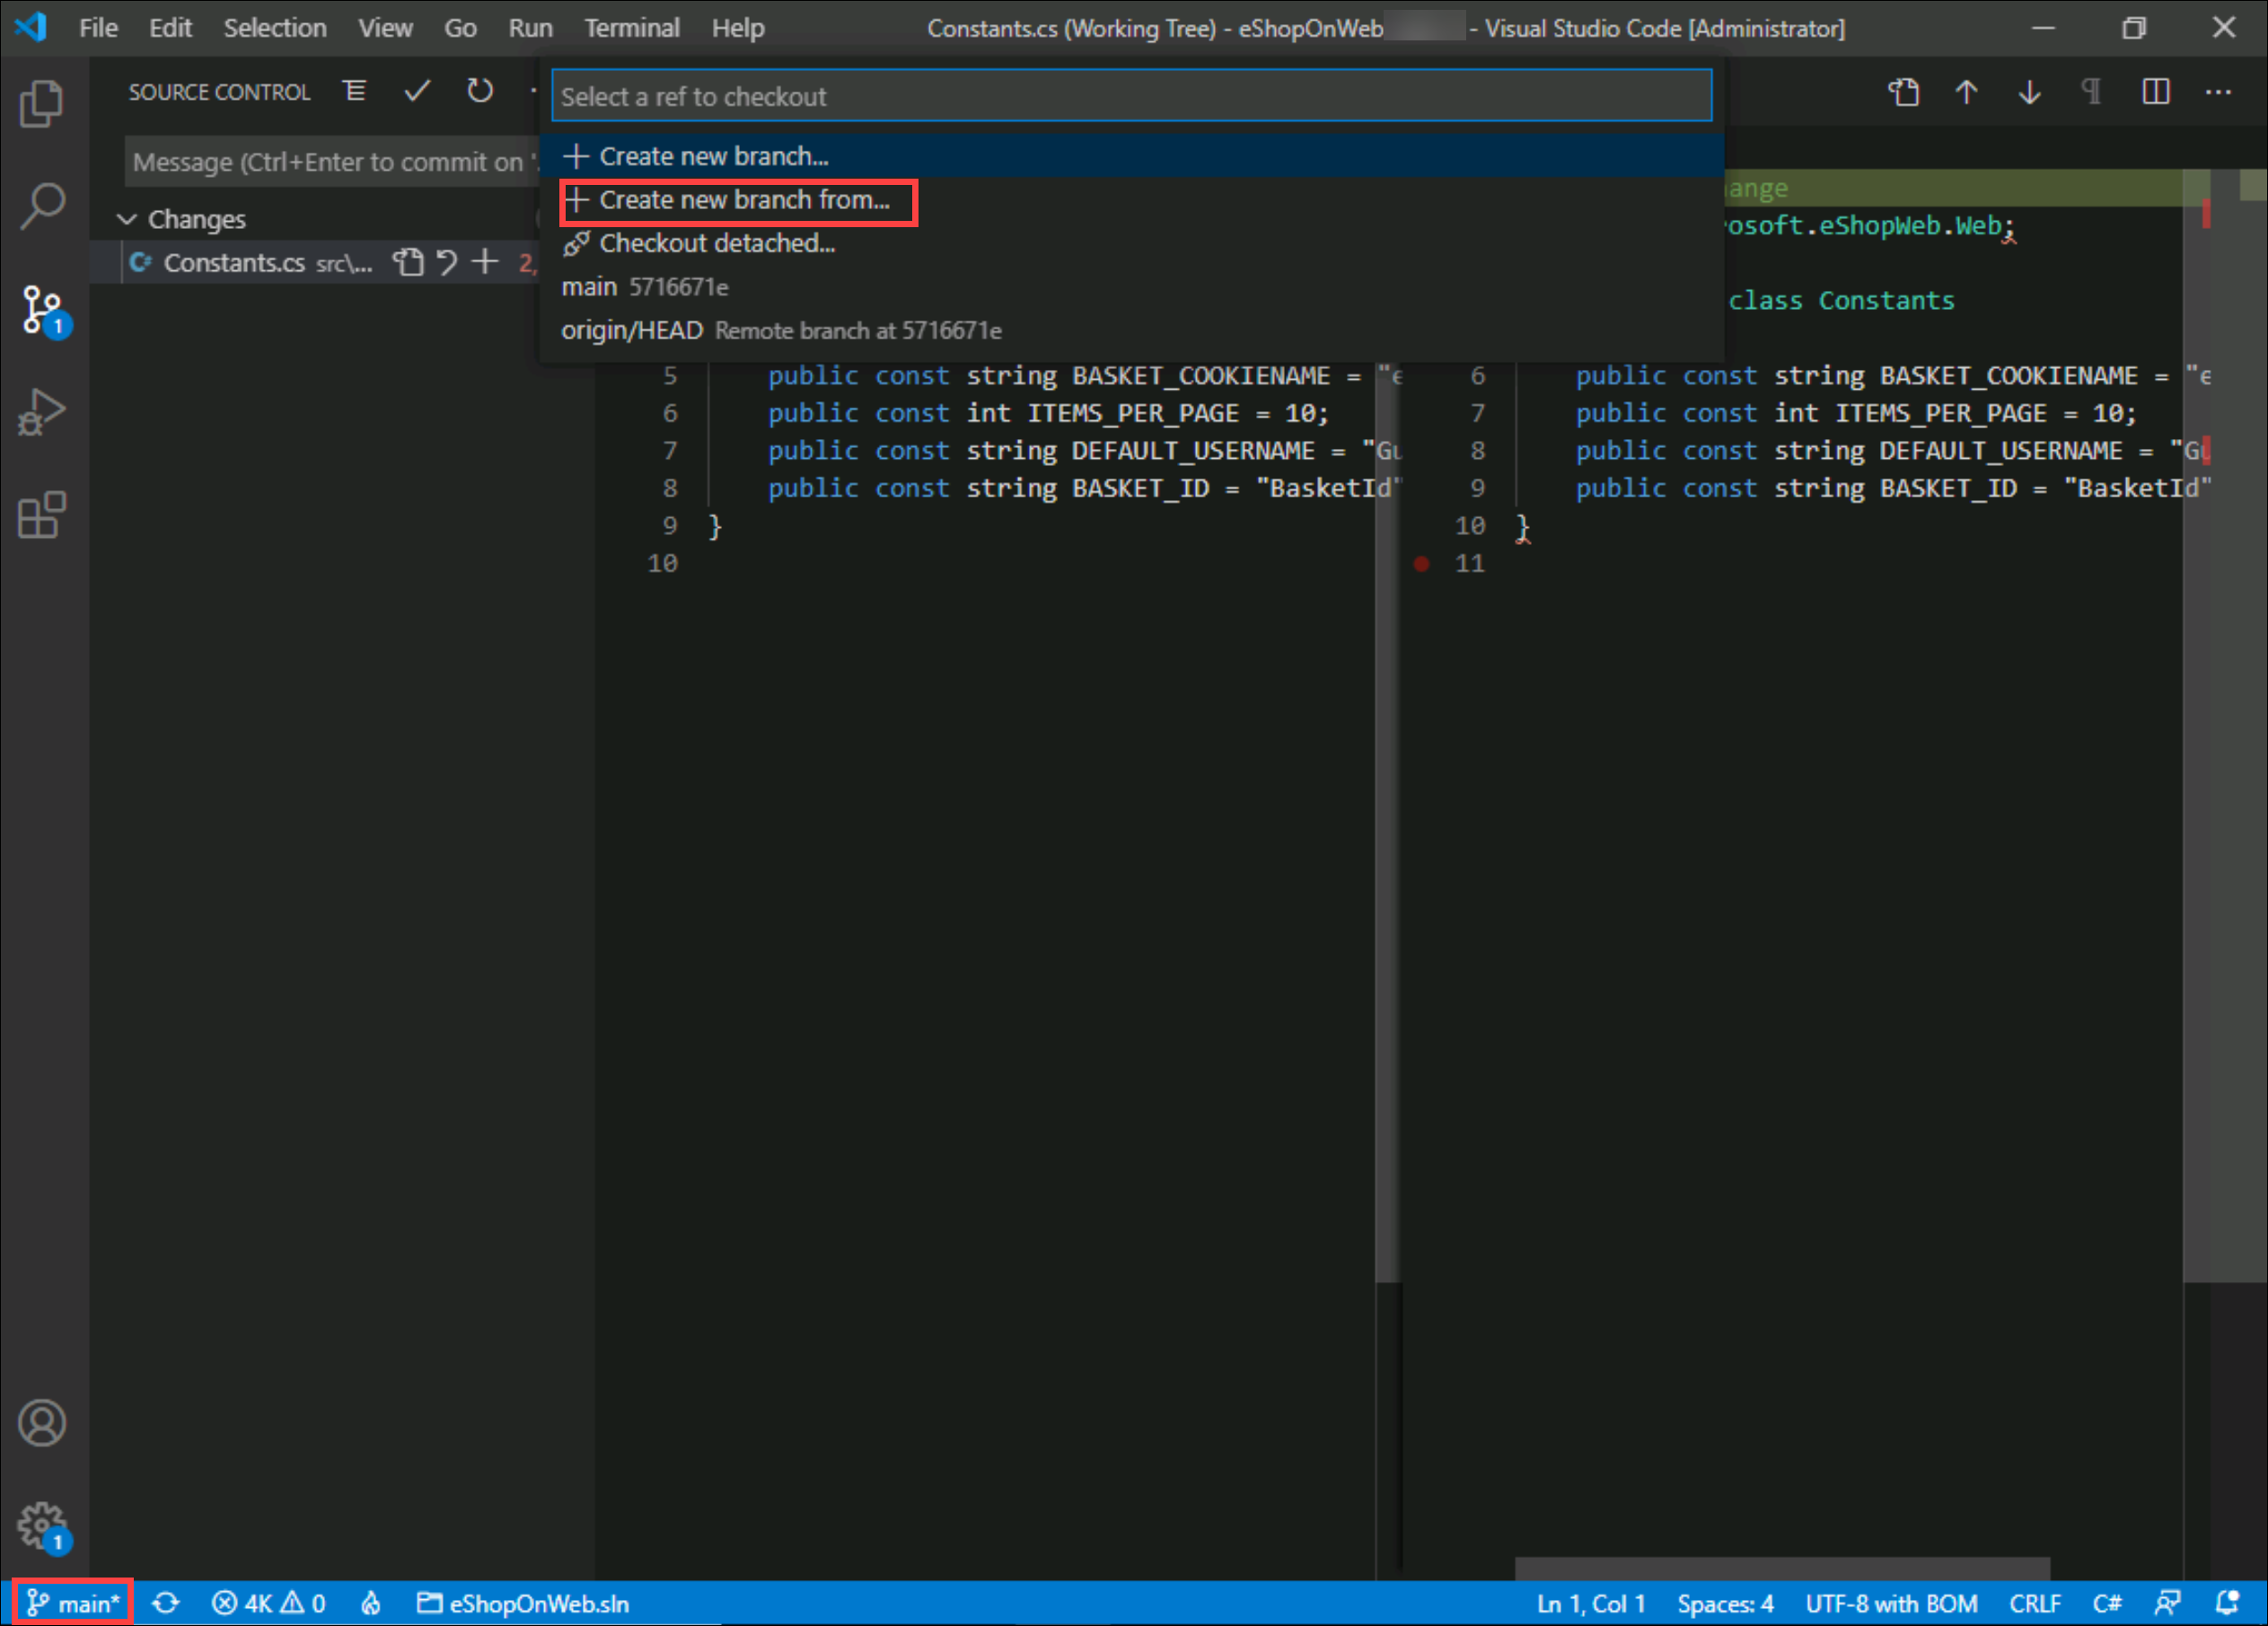 File Edit Selection View Go Run Terminal Help
Constants.cs (Working Tree) - eShopOnWeb - Visual Studio Code [Administrator]
SOURCE CONTROL
Select a ref to checkout
Message (Ctrl+Enter to commit on '
Create new branch...
Create new branch from...
Checkout detached...
main 5716671e
origin/HEAD Remote branch at 5716671e
Changes
Constants.cs src\... 2,
1
ange
rosoft.eShopWeb.Web;
class Constants
5 public const string BASKET_COOKIENAME = "e
6 public const int ITEMS_PER_PAGE = 10;
7 public const string DEFAULT_USERNAME = "Gu
8 public const string BASKET_ID = "BasketId"
9 }
10
6 public const string BASKET_COOKIENAME = "e
7 public const int ITEMS_PER_PAGE = 10;
8 public const string DEFAULT_USERNAME = "Gu
9 public const string BASKET_ID = "BasketId"
10 }
11
1
main* 4K 0 eShopOnWeb.sln
Ln 1, Col 1 Spaces: 4 UTF-8 with BOM CRLF C#